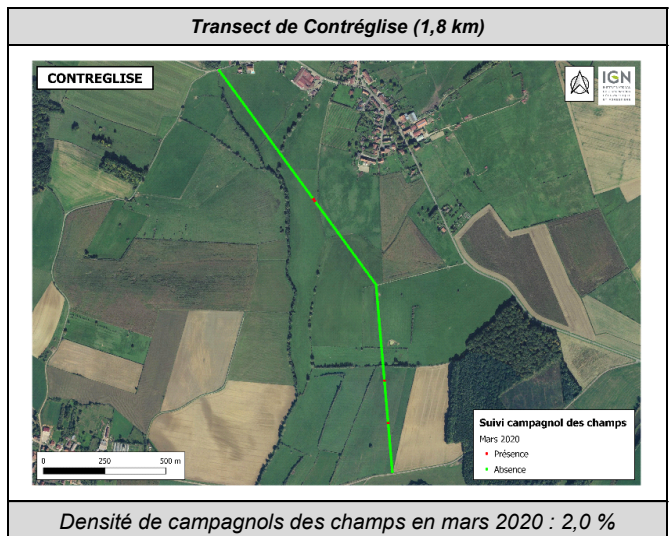 Transect de Contréglise (1,8 km)
CONTREGLISE
IGN
Suivi campagnol des champs
Mars 2020
Présence
Absence
0 250 500 m
Densité de campagnols des champs en mars 2020 : 2,0 %